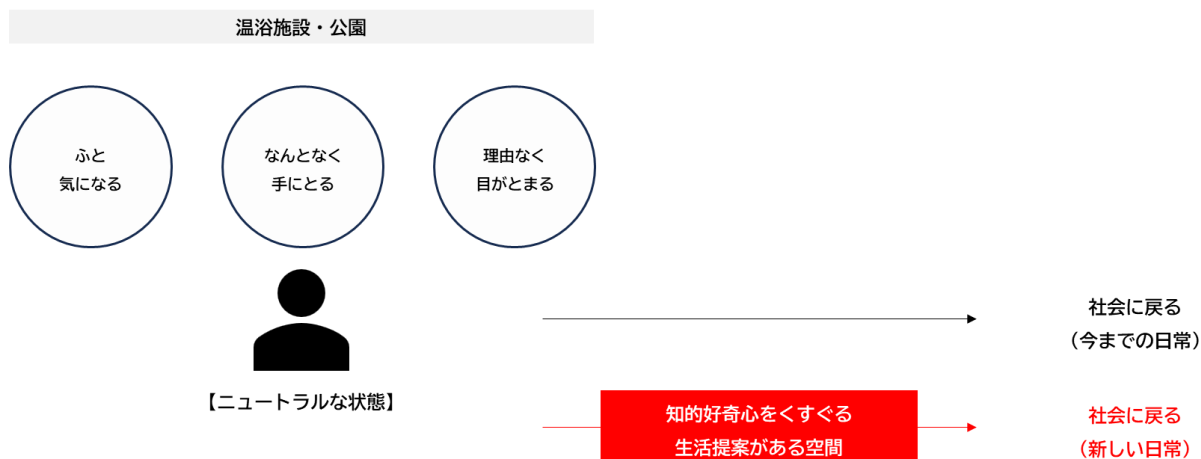 温浴施設・公園
ふと
気になる
なんとなく
手にとる
理由なく
目がとまる
【ニュートラルな状態】
社会に戻る
（今までの日常）
知的好奇心をくすぐる
生活提案がある空間
社会に戻る
（新しい日常）